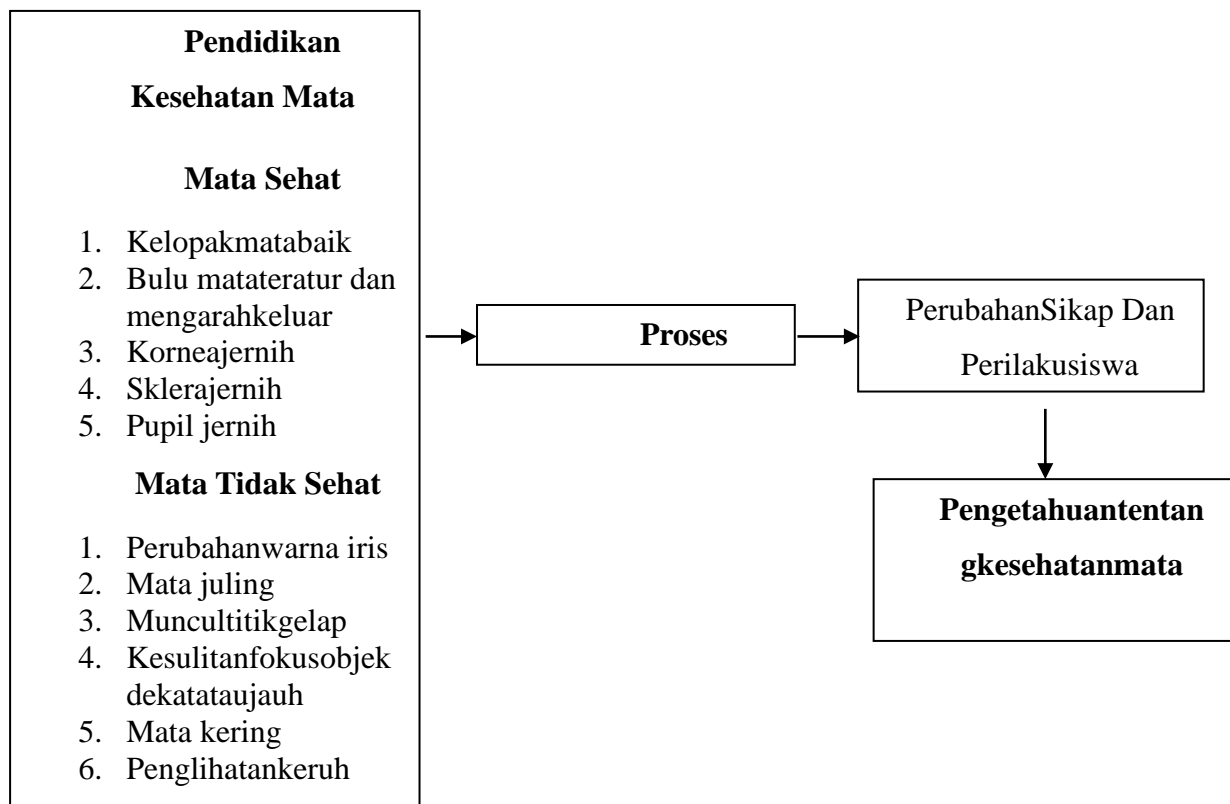 Pendidikan
Kesehatan Mata
Mata Sehat
1. Kelopakmatabaik
2. Bulu matateratur dan
mengarahkeluar
3. Korneajernih
4. Sklerajernih
5. Pupil jernih
Mata Tidak Sehat
1. Perubahanwarna iris
2. Mata juling
3. Muncultitikgelap
4. Kesulitanfokusobjek
dekatataujauh
5. Mata kering
6. Penglihatankeruh
Proses
PerubahanSikap Dan
Perilakusiswa
Pengetahuantentan
gkesehatanmata